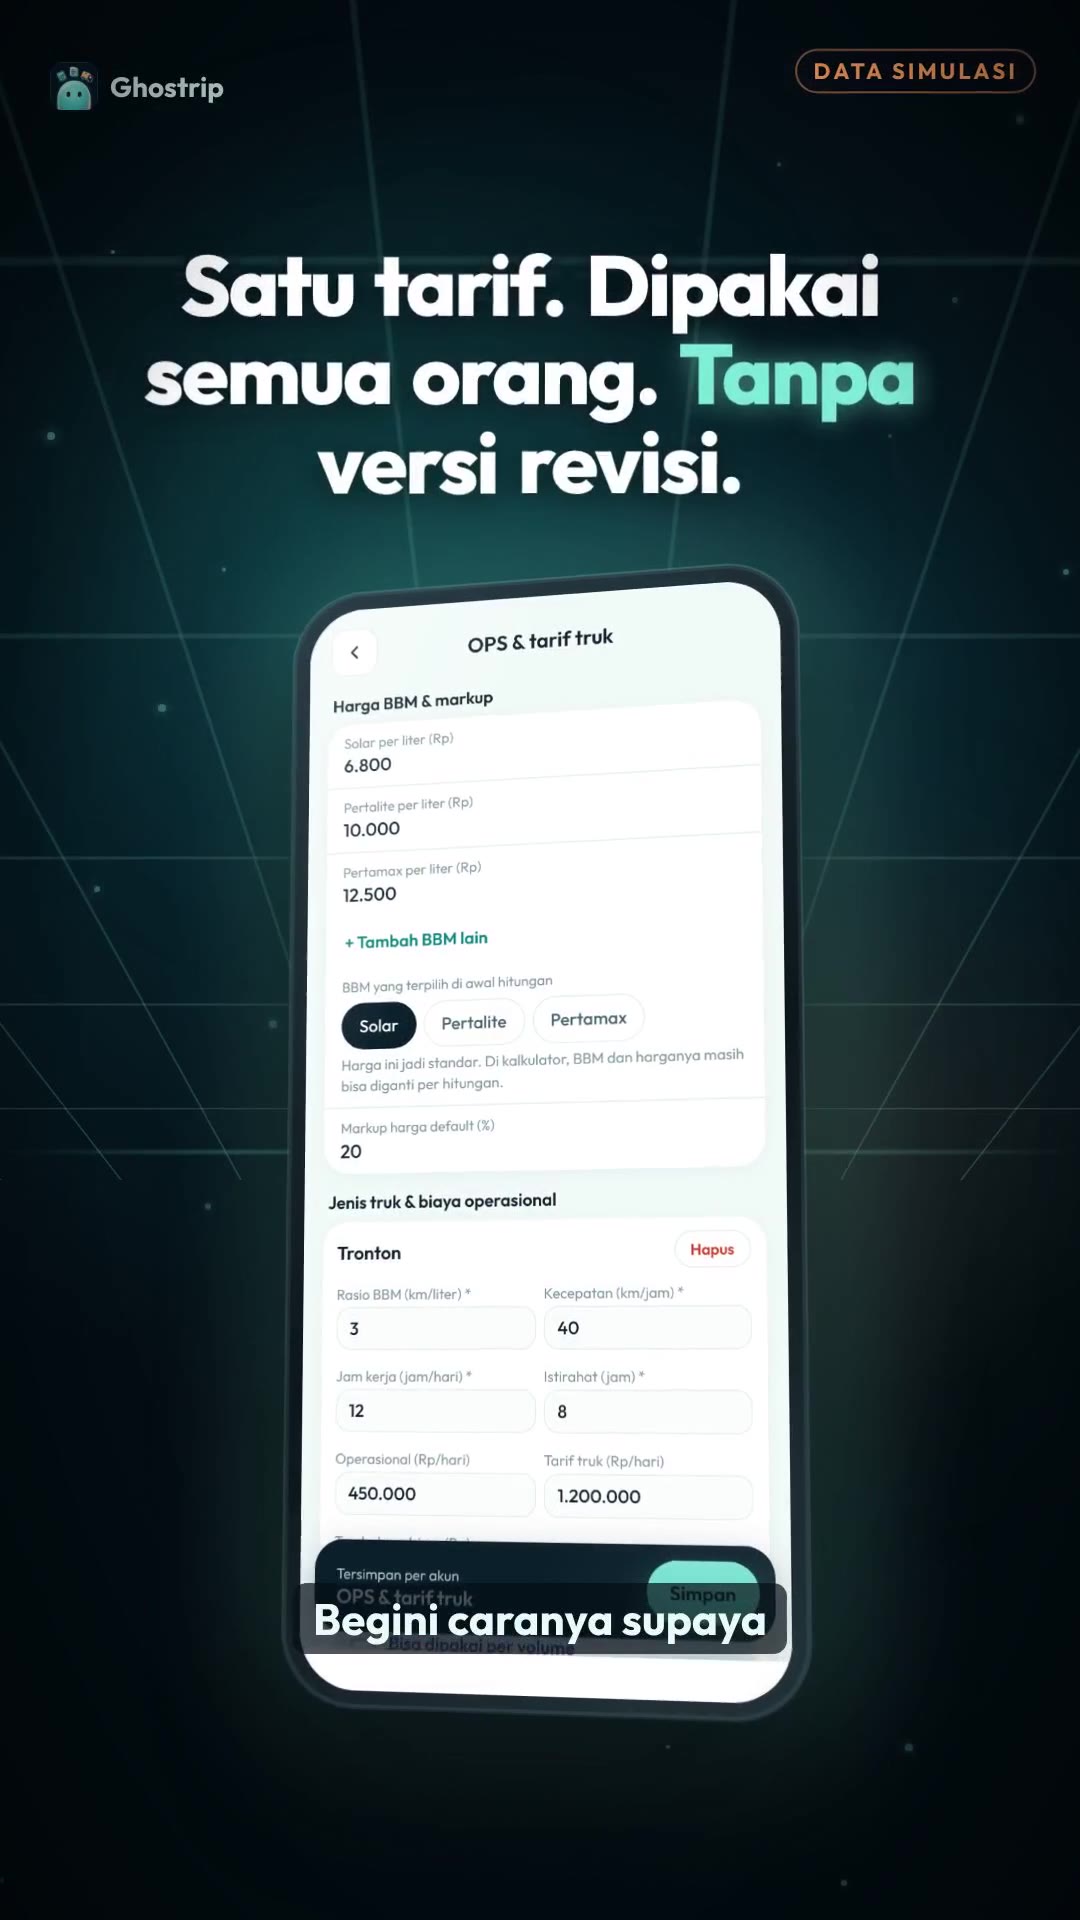 Ghostrip
DATA SIMULASI
Satu tarif. Dipakai
semua orang. Tanpa
versi revisi.
OPS & tarif truk
Harga BBM & markup
Solar per liter (Rp)
6.800
Pertalite per liter (Rp)
10.000
Pertamax per liter (Rp)
12.500
+ Tambah BBM lain
BBM yang terpilih di awal hitungan
Solar
Pertalite
Pertamax
Harga ini jadi standar. Di kalkulator, BBM dan harganya masih
bisa diganti per hitungan.
Markup harga default (%)
20
Jenis truk & biaya operasional
Tronton
Hapus
Rasio BBM (km/liter) *
Kecepatan (km/jam) *
3
40
Jam kerja (jam/hari) *
Istirahat (jam) *
12
8
Operasional (Rp/hari)
Tarif truk (Rp/hari)
450.000
1.200.000
Tersimpan per akun
OPS & tarif truk
Simpan
Begini caranya supaya
Bisa dipakai per volume